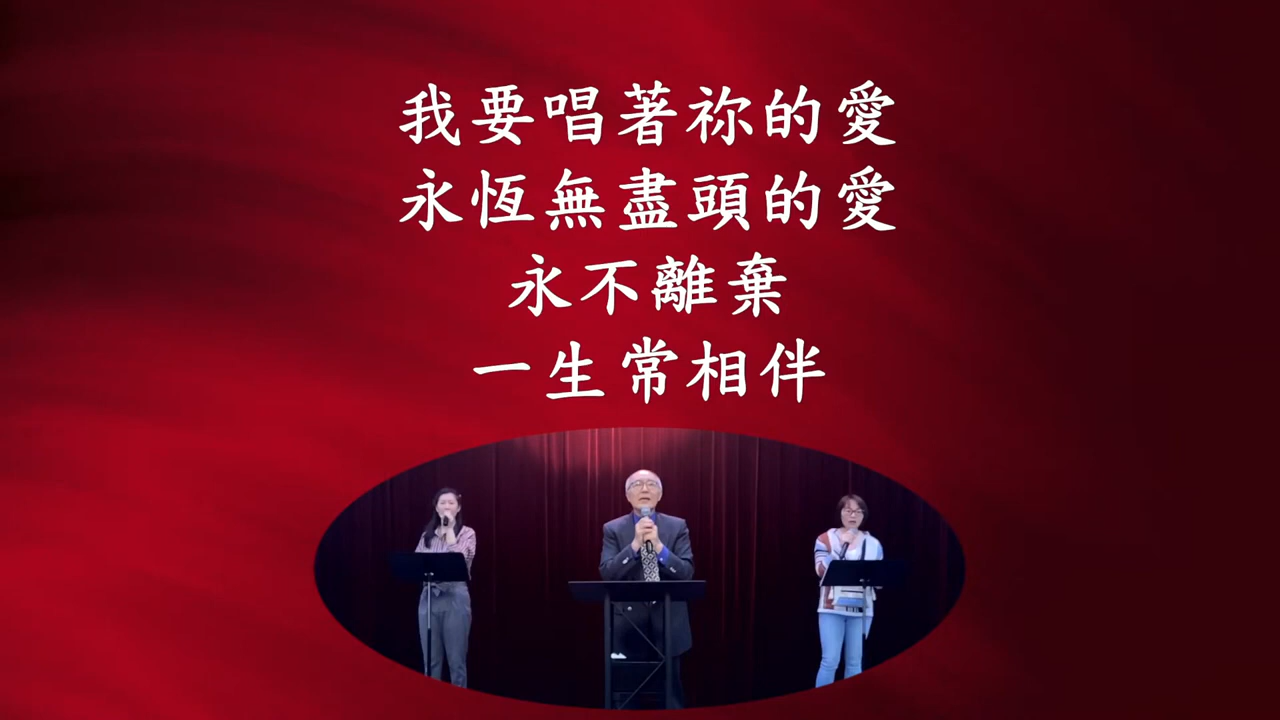 我要唱著祢的愛
永恆無盡頭的愛
永不離棄
一生常相伴